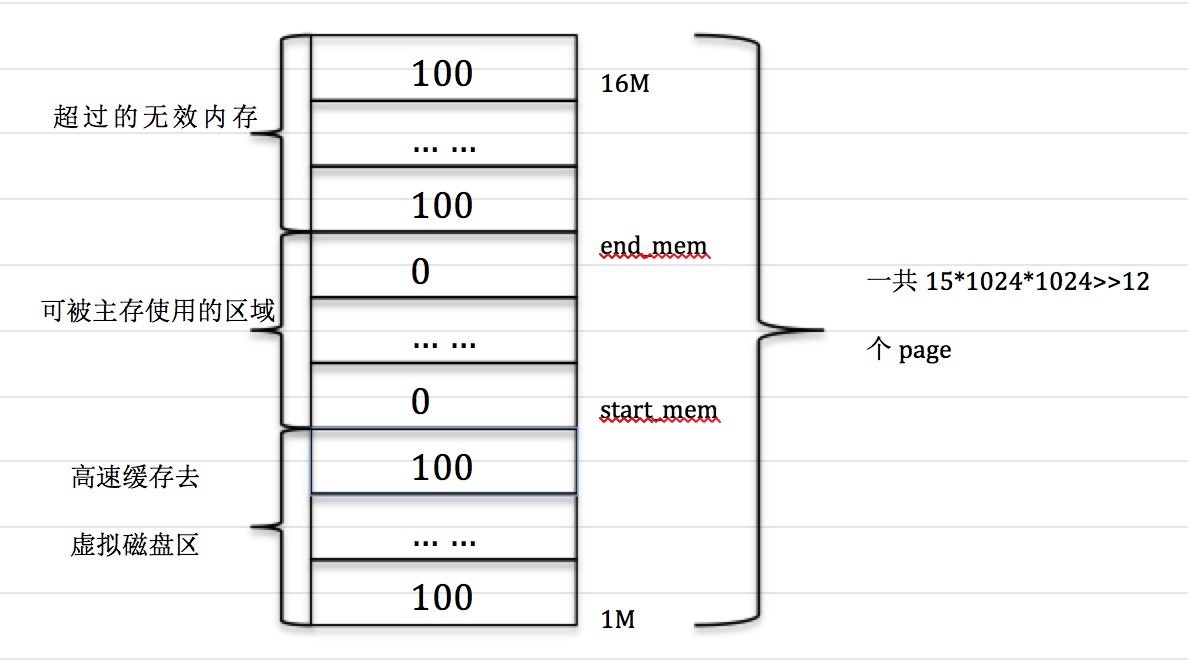 100
16M
超过的无效内存
... ...
100
end_mem
0
一共 15*1024*1024>>12
可被主存使用的区域
... ...
个 page
0
start_mem
100
高速缓存去
... ...
虚拟磁盘区
100
1M